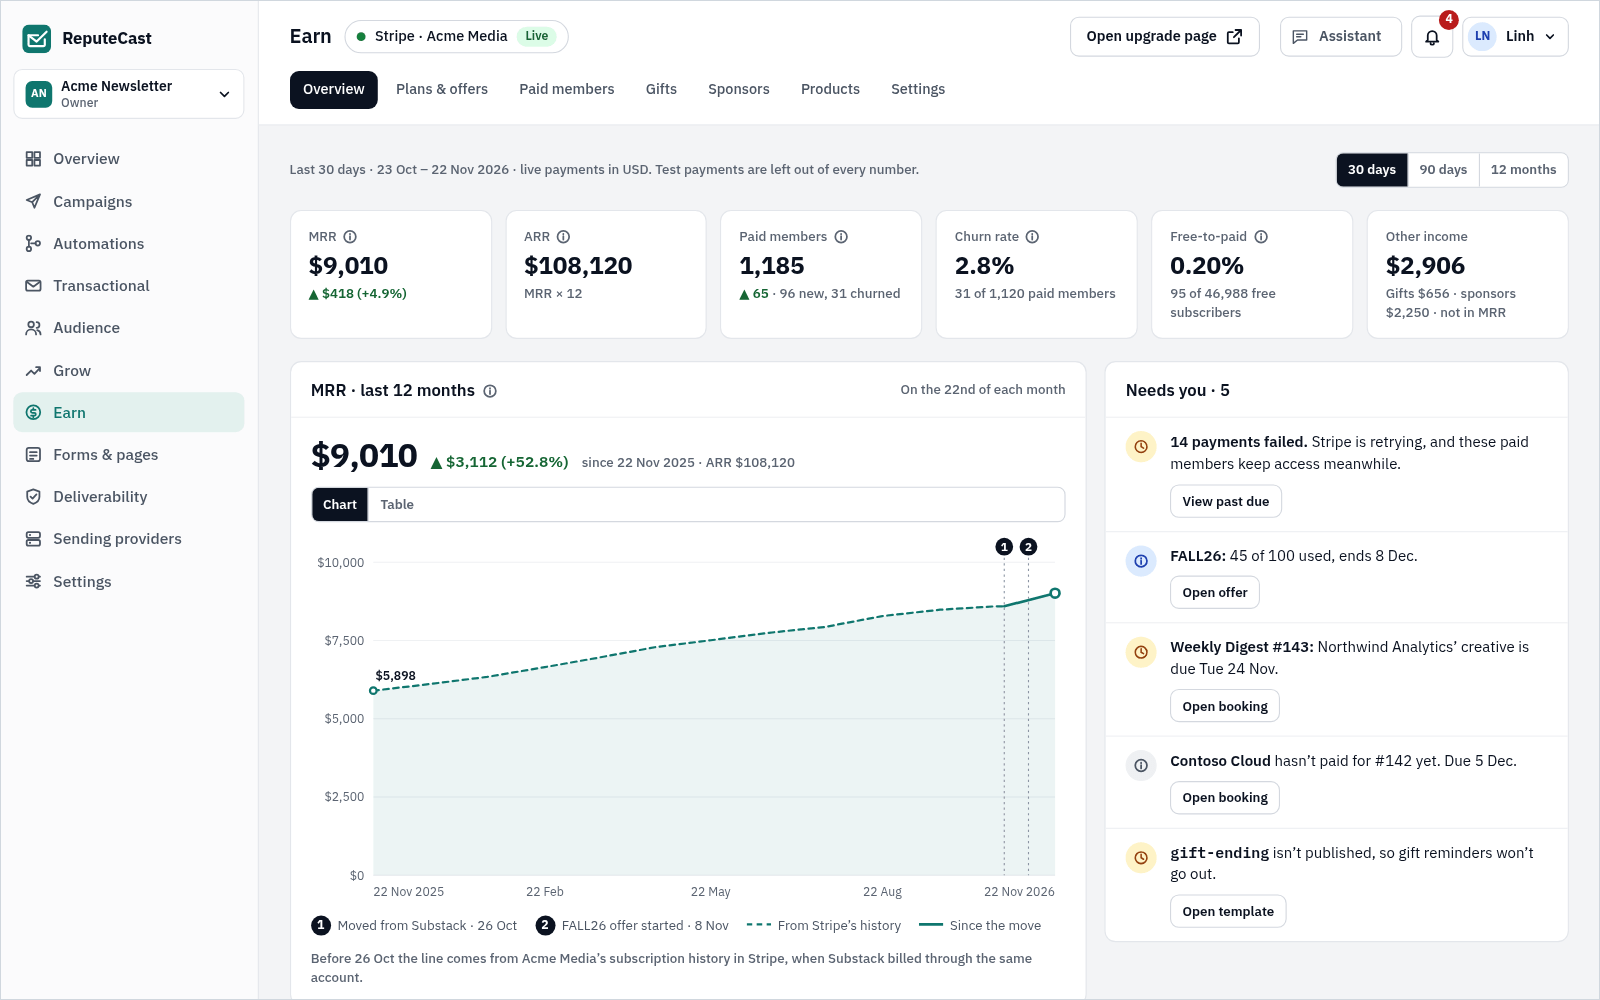 ReputeCast
AN
Acme Newsletter
Owner
Overview
Campaigns
Automations
Transactional
Audience
Grow
Earn
Forms & pages
Deliverability
Sending providers
Settings
Earn
Stripe · Acme Media Live
Open upgrade page
Assistant
4
LN Linh
Overview Plans & offers Paid members Gifts Sponsors Products Settings
Last 30 days · 23 Oct – 22 Nov 2026 · live payments in USD. Test payments are left out of every number.
30 days 90 days 12 months
MRR
$9,010
▲ $418 (+4.9%)
ARR
$108,120
MRR × 12
Paid members
1,185
▲ 65 · 96 new, 31 churned
Churn rate
2.8%
31 of 1,120 paid members
Free-to-paid
0.20%
95 of 46,988 free
subscribers
Other income
$2,906
Gifts $656 · sponsors
$2,250 · not in MRR
MRR · last 12 months
On the 22nd of each month
$9,010 ▲ $3,112 (+52.8%) since 22 Nov 2025 · ARR $108,120
Chart Table
1 2
$10,000
$7,500
$5,898
$5,000
$2,500
$0
22 Nov 2025 22 Feb 22 May 22 Aug 22 Nov 2026
1 Moved from Substack · 26 Oct 2 FALL26 offer started · 8 Nov From Stripe’s history Since the move
Before 26 Oct the line comes from Acme Media’s subscription history in Stripe, when Substack billed through the same
account.
Needs you · 5
14 payments failed. Stripe is retrying, and these paid
members keep access meanwhile.
View past due
FALL26: 45 of 100 used, ends 8 Dec.
Open offer
Weekly Digest #143: Northwind Analytics’ creative is
due Tue 24 Nov.
Open booking
Contoso Cloud hasn’t paid for #142 yet. Due 5 Dec.
Open booking
gift-ending isn’t published, so gift reminders won’t
go out.
Open template